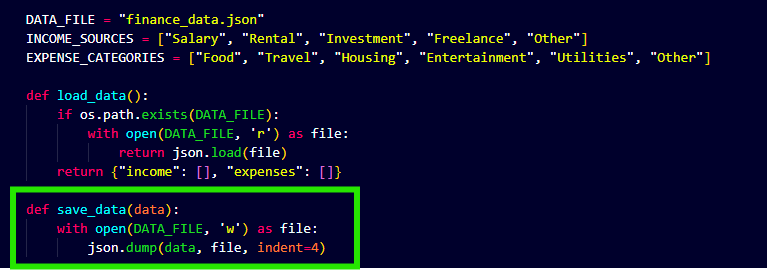 DATA_FILE = "finance_data.json"
INCOME_SOURCES = ["Salary", "Rental", "Investment", "Freelance", "Other"]
EXPENSE_CATEGORIES = ["Food", "Travel", "Housing", "Entertainment", "Utilities", "Other"]
def load_data():
    if os.path.exists(DATA_FILE):
        with open(DATA_FILE, 'r') as file:
            return json.load(file)
    return {"income": [], "expenses": []}
def save_data(data):
    with open(DATA_FILE, 'w') as file:
        json.dump(data, file, indent=4)